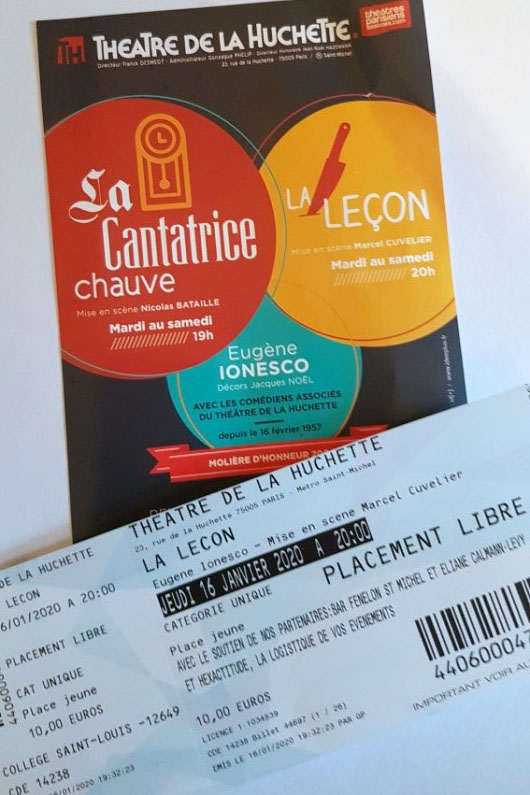 TH THEATRE DE LA HUCHETTE
théâtres
parisiens
associés.com
Directeur Franck DESMEDT - Administrateur Gonzague PHELIP - Directeur Honoraire Jean-Noël HAZEMANN
23, rue de la Huchette - 75005 Paris / M Saint-Michel
La
Cantatrice
chauve
Mise en scène Nicolas BATAILLE
Mardi au samedi
19h
LA LEÇON
Mise en scène Marcel CUVELIER
Mardi au samedi
20h
Eugène
IONESCO
Décors Jacques NOËL
AVEC LES COMÉDIENS ASSOCIÉS
DU THÉÂTRE DE LA HUCHETTE
depuis le 16 février 1957
MOLIÈRE D'HONNEUR
DE LA HUCHETTE
LECON
6/01/2020 A 20:00
PLACEMENT LIBRE
CAT UNIQUE
Place jeune
10,00 EUROS
COLLEGE SAINT-LOUIS -12649
CDE 14238
/2020 19:32:23
THEATRE DE LA HUCHETTE
23, rue de la Huchette 75005 PARIS - Metro Saint-Michel
LA LECON
Eugene Ionesco - Mise en scene Marcel Cuvelier
JEUDI 16 JANVIER 2020 A 20:00
CATEGORIE UNIQUE
PLACEMENT LIBRE
Place jeune
AVEC LE SOUTIEN DE NOS PARTENAIRES:BAR FENELON ST MICHEL ET ELIANE CALMANN-LEVY
ET HEXACTITUDE, LA LOGISTIQUE DE VOS EVENEMENTS
10,00 EUROS
LICENCE 1-1034839
CDE 14238 Billet 44697 (1 / 26)
EMIS LE 16/01/2020 19:32:23 PAR GP
44060004
IMPORTANT VOIR A